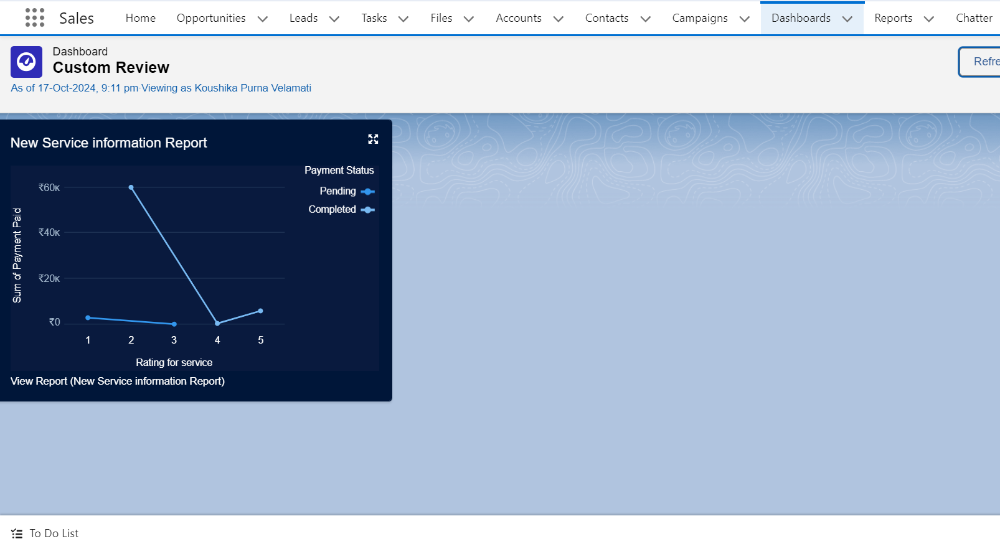 Sales Home Opportunities Leads Tasks Files Accounts Contacts Campaigns Dashboards Reports Chatter
Dashboard
Custom Review
As of 17-Oct-2024, 9:11 pm·Viewing as Koushika Purna Velamati
Refre
New Service information Report
Payment Status
Pending
Completed
Sum of Payment Paid
₹60K
₹40K
₹20K
₹0
1 2 3 4 5
Rating for service
View Report (New Service information Report)
To Do List